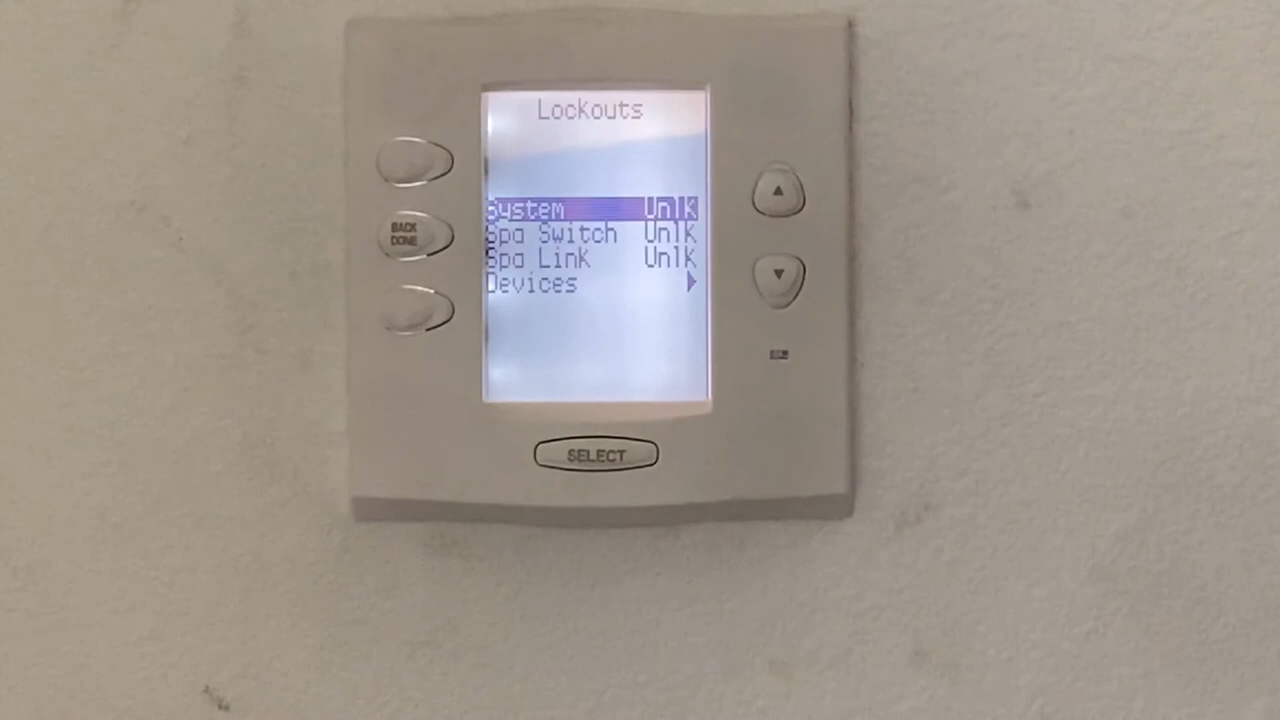 Lockouts
System Unlk
Spa Switch Unlk
Spa Link Unlk
Devices
BACK
DONE
SELECT